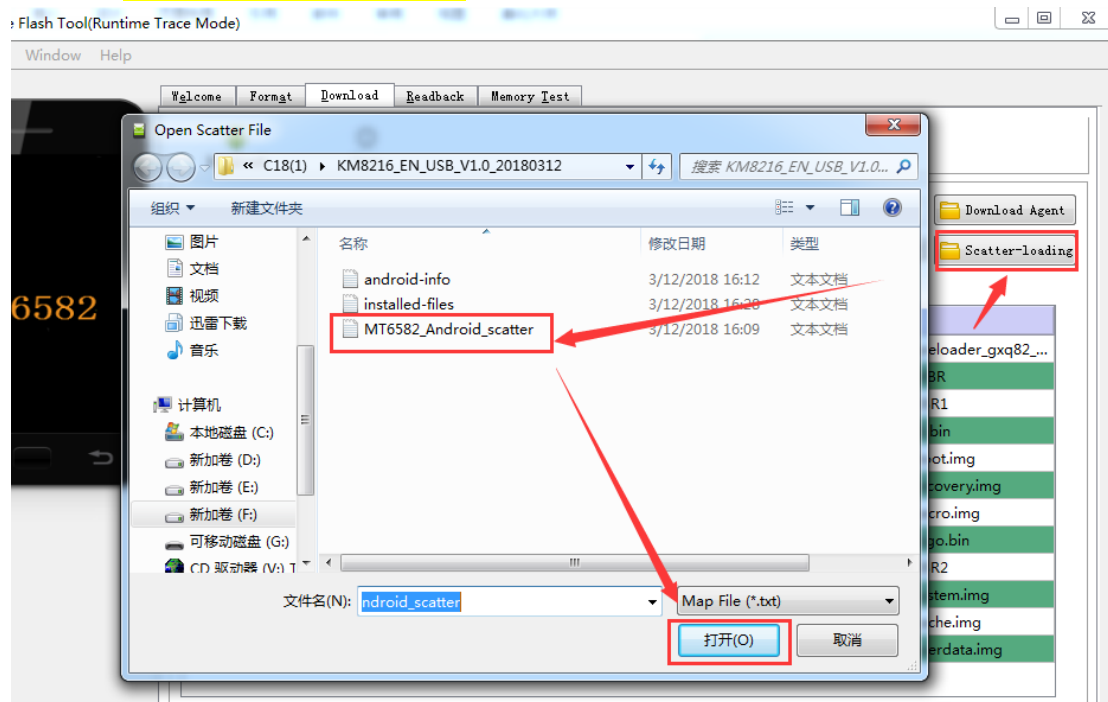 e Flash Tool(Runtime Trace Mode)
Window Help
Welcome Format Download Readback Memory Test
Open Scatter File
« C18(1) KM8216_EN_USB_V1.0_20180312
搜索 KM8216_EN_USB_V1.0...
组织 新建文件夹
Download Agent
Scatter-loading
6582
图片
文档
视频
迅雷下载
音乐
计算机
本地磁盘 (C:)
新加卷 (D:)
新加卷 (E:)
新加卷 (F:)
可移动磁盘 (G:)
CD 驱动器 (V:) T
名称 修改日期 类型
android-info 3/12/2018 16:12 文本文档
installed-files 3/12/2018 16:28 文本文档
MT6582_Android_scatter 3/12/2018 16:09 文本文档
eloader_gxq82_...
BR
R1
bin
ot.img
covery.img
cro.img
go.bin
R2
stem.img
che.img
erdata.img
文件名(N): ndroid_scatter Map File (*.txt)
打开(O) 取消